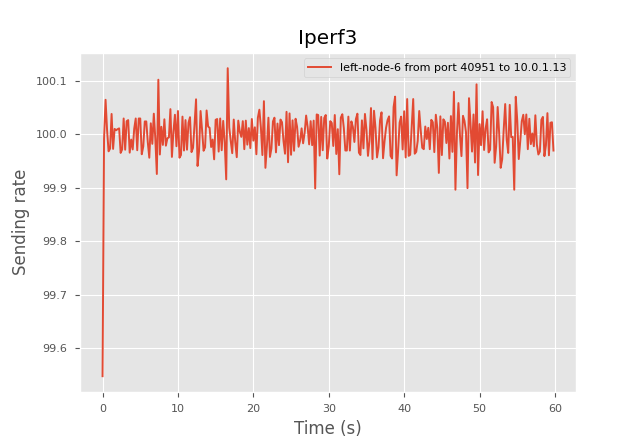 Iperf3
left-node-6 from port 40951 to 10.0.1.13
Sending rate
100.1
100.0
99.9
99.8
99.7
99.6
0 10 20 30 40 50 60
Time (s)